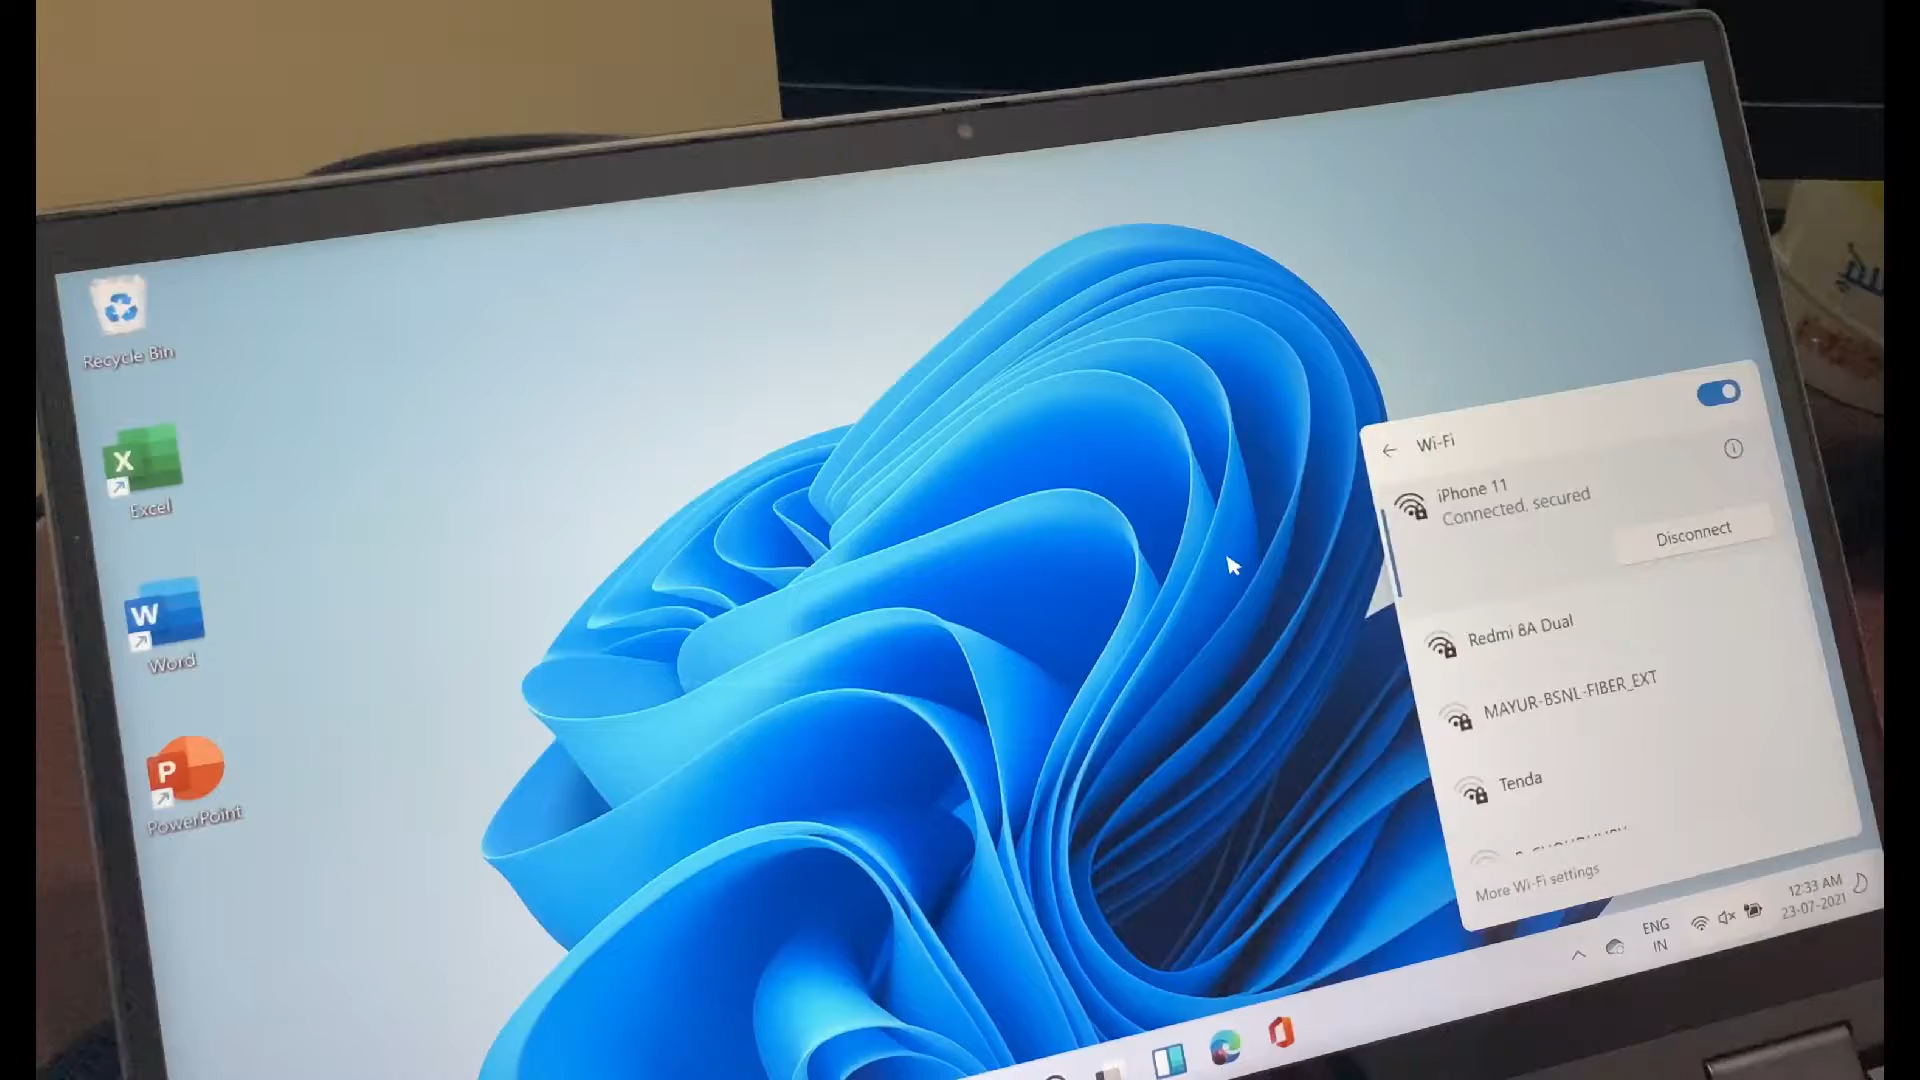 Recycle Bin
X
Excel
W
Word
P
PowerPoint
Wi-Fi
iPhone 11
Connected, secured
Disconnect
Redmi 8A Dual
MAYUR-BSNL-FIBER_EXT
Tenda
More Wi-Fi settings
ENG
IN
12:33 AM
23-07-2021